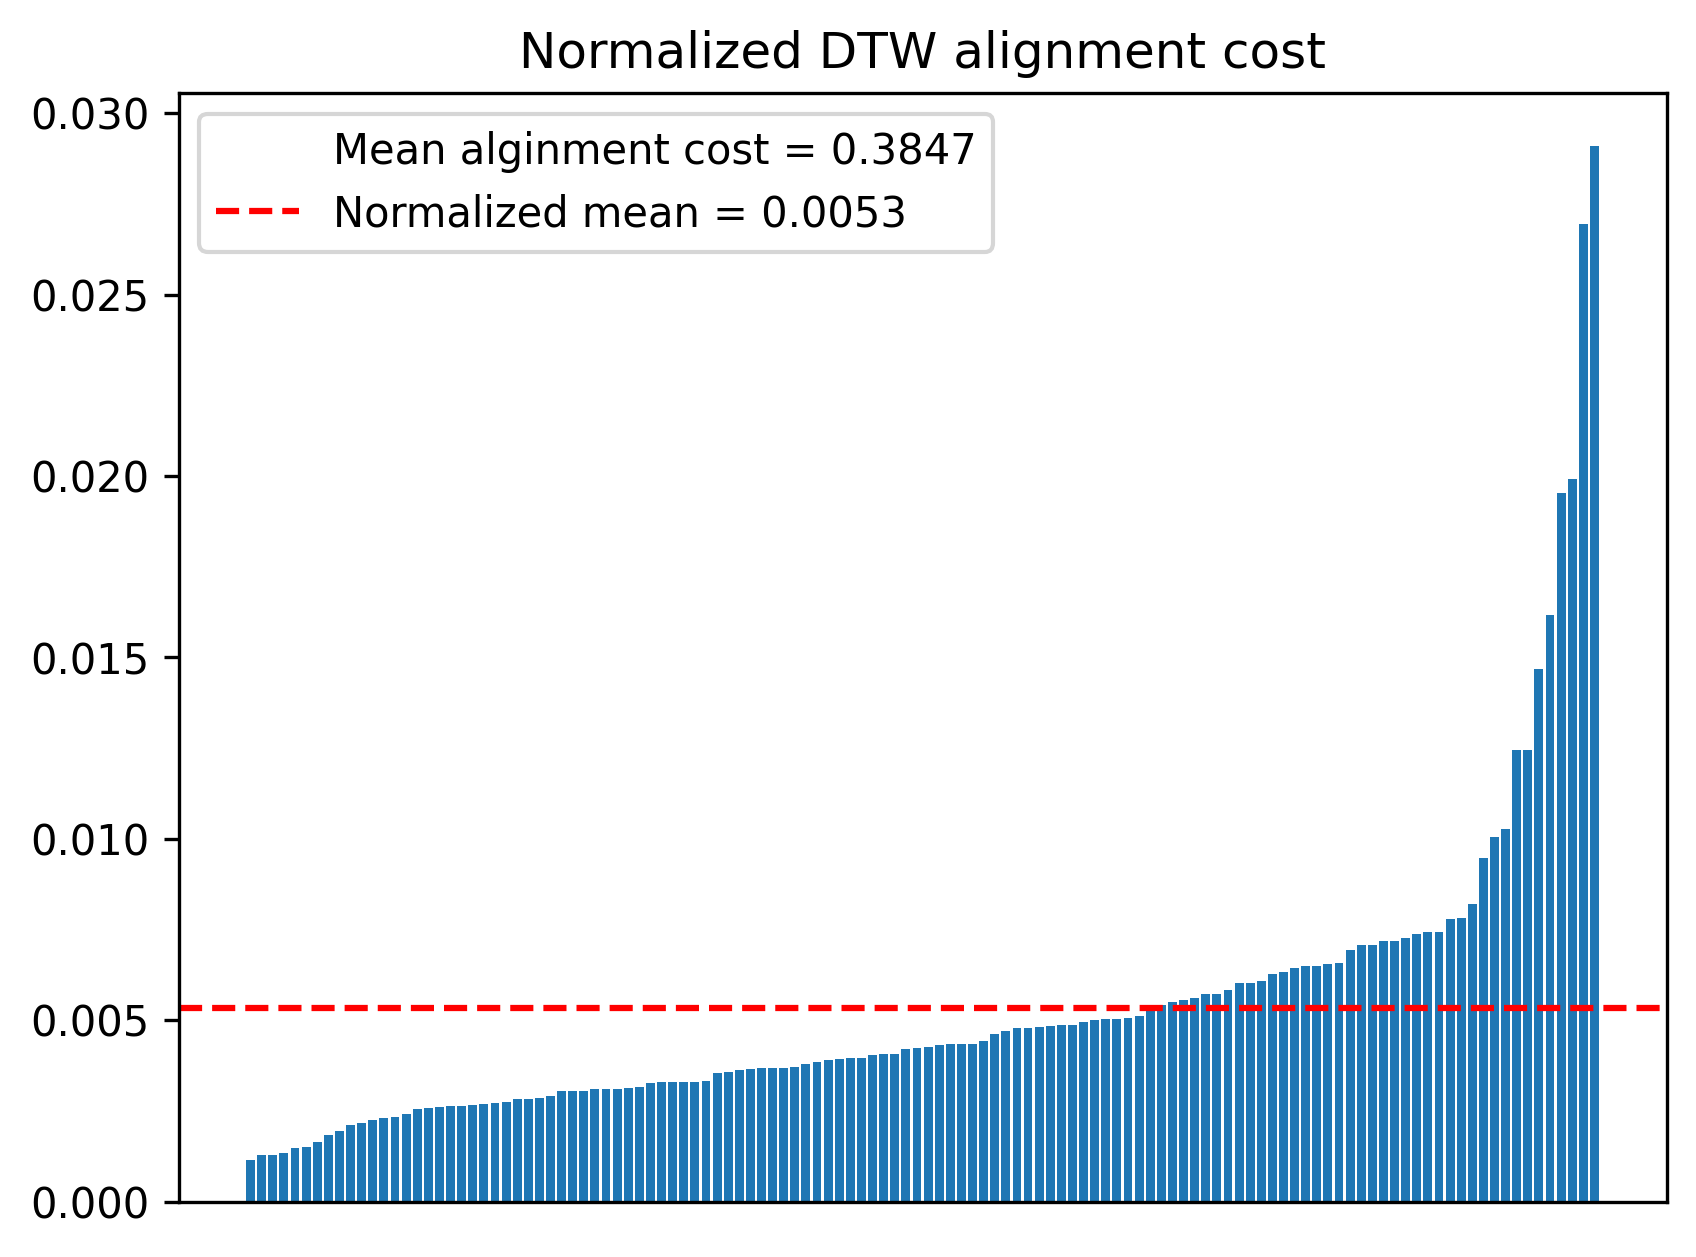 Normalized DTW alignment cost
0.030
Mean alginment cost = 0.3847
Normalized mean = 0.0053
0.025
0.020
0.015
0.010
0.005
0.000